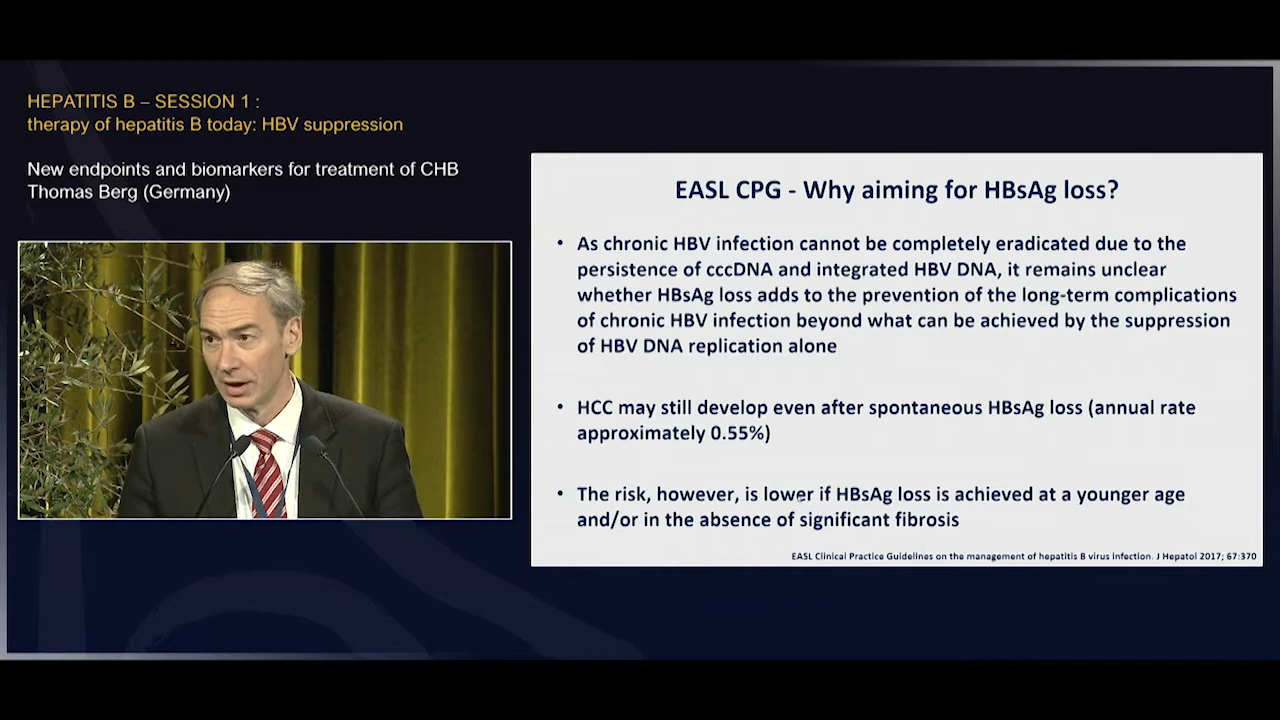 HEPATITIS B – SESSION 1 :
therapy of hepatitis B today: HBV suppression
New endpoints and biomarkers for treatment of CHB
Thomas Berg (Germany)
EASL CPG - Why aiming for HBsAg loss?
• As chronic HBV infection cannot be completely eradicated due to the
persistence of cccDNA and integrated HBV DNA, it remains unclear
whether HBsAg loss adds to the prevention of the long-term complications
of chronic HBV infection beyond what can be achieved by the suppression
of HBV DNA replication alone
• HCC may still develop even after spontaneous HBsAg loss (annual rate
approximately 0.55%)
• The risk, however, is lower if HBsAg loss is achieved at a younger age
and/or in the absence of significant fibrosis
EASL Clinical Practice Guidelines on the management of hepatitis B virus infection. J Hepatol 2017; 67:370